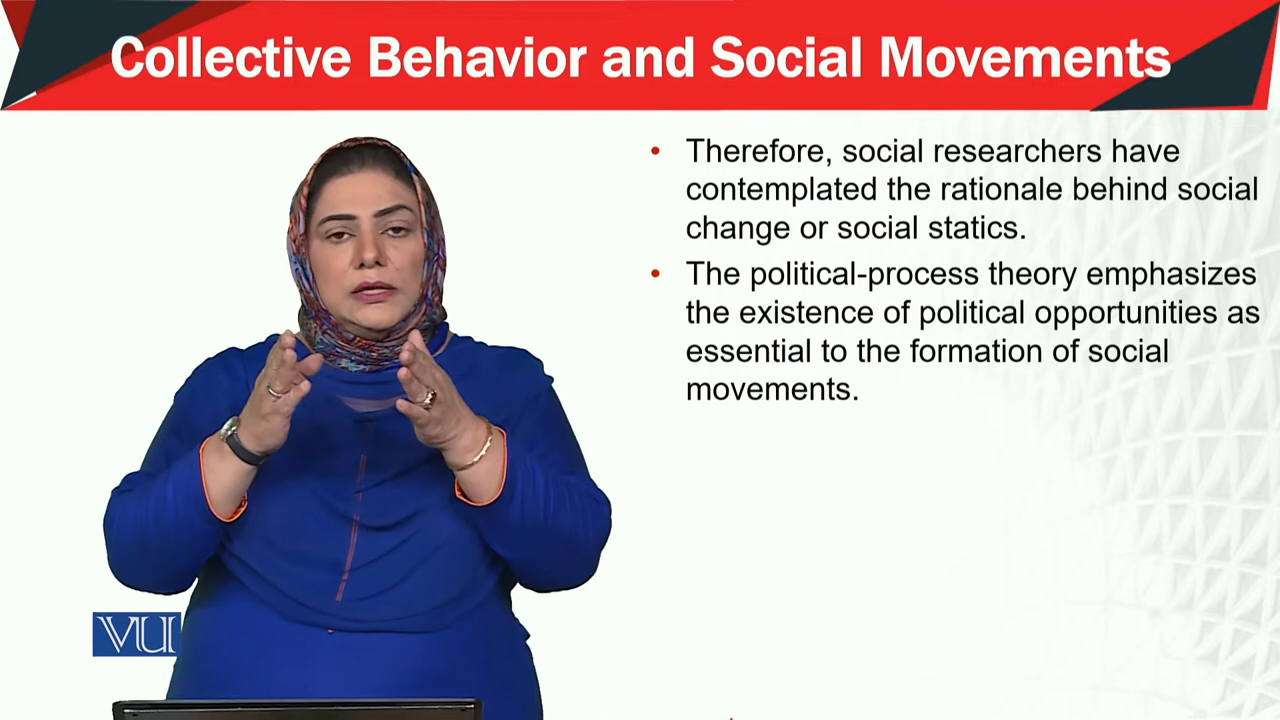 Collective Behavior and Social Movements
• Therefore, social researchers have
contemplated the rationale behind social
change or social statics.
• The political-process theory emphasizes
the existence of political opportunities as
essential to the formation of social
movements.
VU